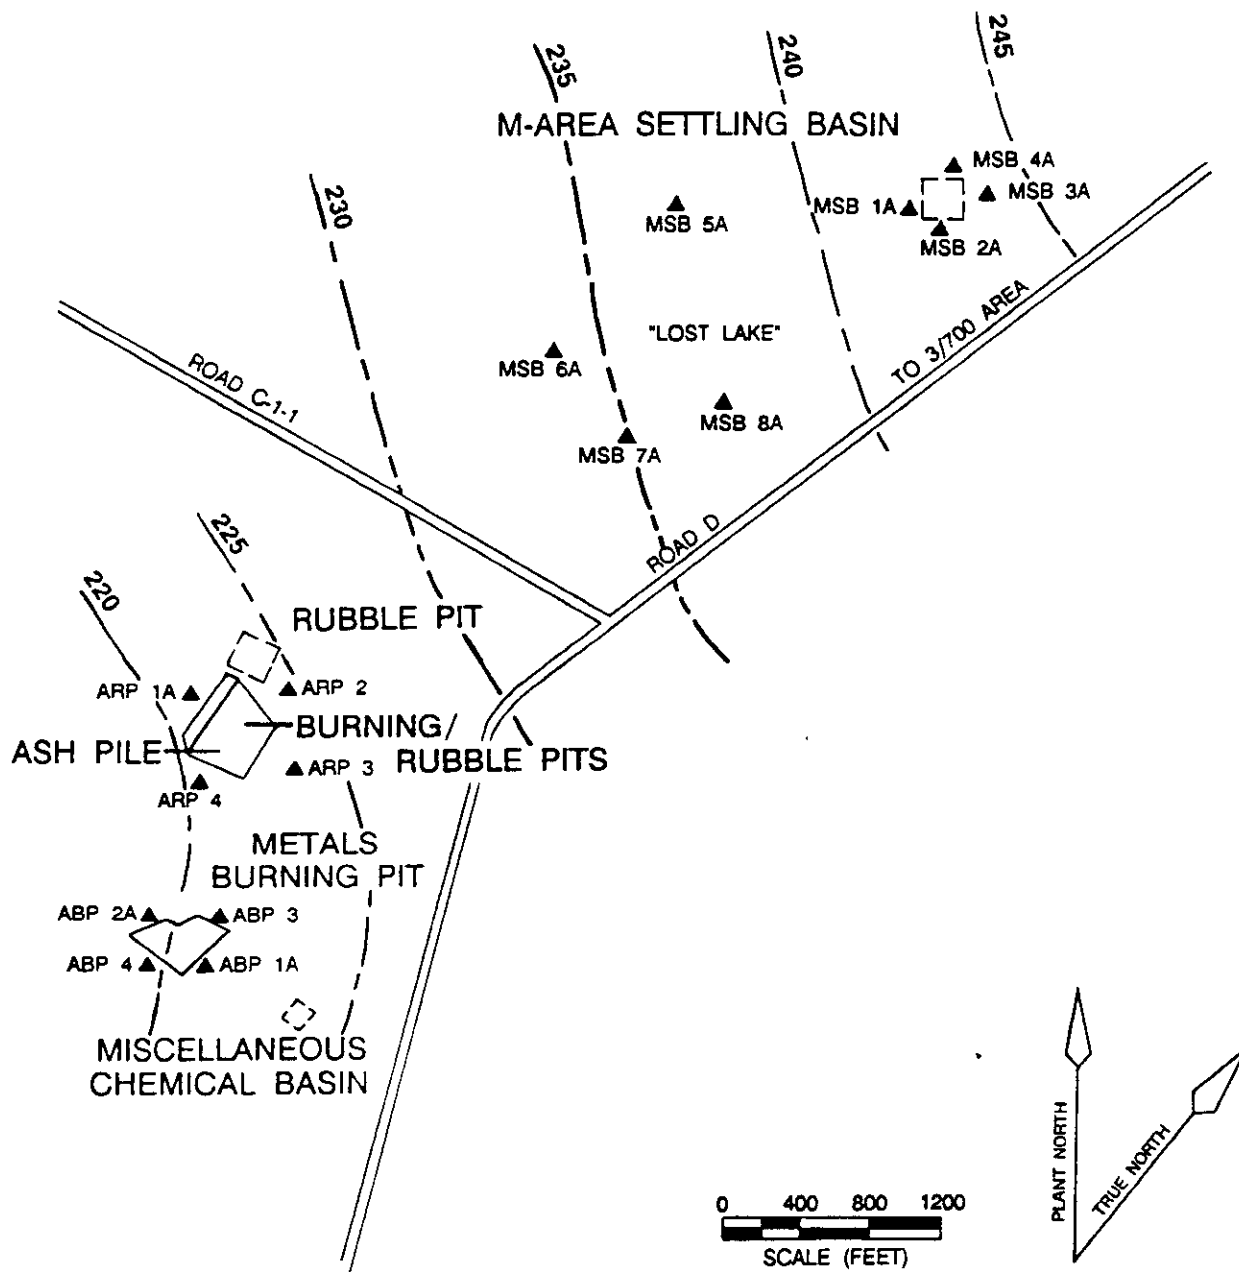 245
240
235
M-AREA SETTLING BASIN
MSB 4A
MSB 3A
230
MSB 1A
MSB 5A
MSB 2A
"LOST LAKE"
TO 3/700 AREA
MSB 6A
ROAD C-1-1
MSB 8A
MSB 7A
225
ROAD D
220
RUBBLE PIT
ARP 1A
ARP 2
BURNING/
ASH PILE
RUBBLE PITS
ARP 3
ARP 4
METALS
BURNING PIT
ABP 2A
ABP 3
ABP 4
ABP 1A
MISCELLANEOUS
CHEMICAL BASIN
PLANT NORTH
TRUE NORTH
0 400 800 1200
SCALE (FEET)